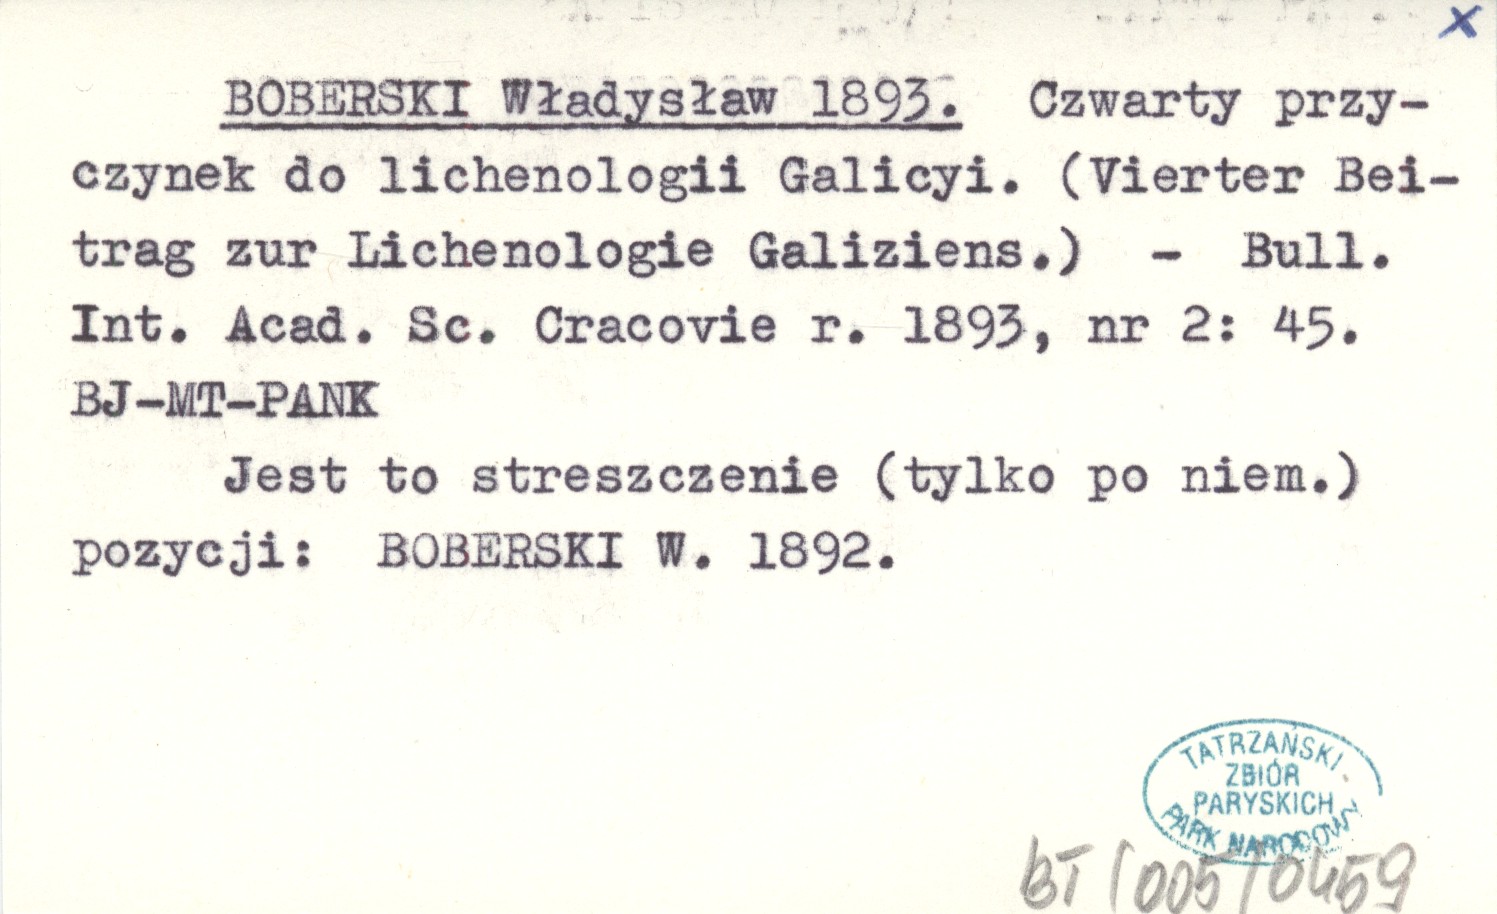 x
BOBERSKI Władysław 1893. Czwarty przy-
czynek do lichenologii Galicyi. (Vierter Bei-
trag zur Lichenologie Galiziens.) - Bull.
Int. Acad. Sc. Cracovie r. 1893, nr 2: 45.
BJ-MT-PANK
Jest to streszczenie (tylko po niem.)
pozycji: BOBERSKI W. 1892.
TATRZAŃSKI
ZBIÓR
PARYSKICH
PARK NARODOWY
BT/005/0459